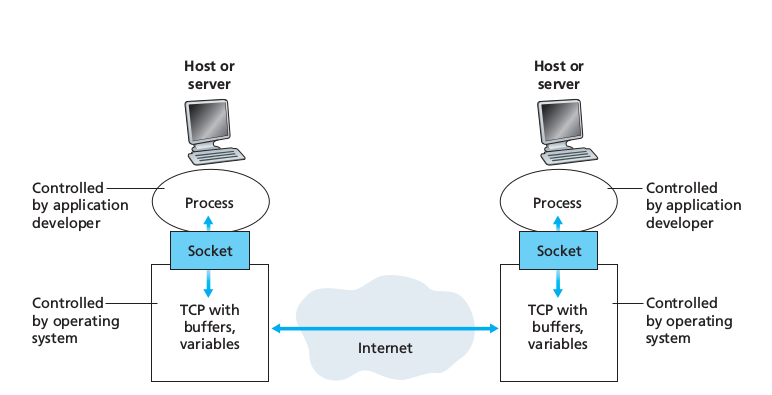 Host or
server
Host or
server
Controlled
by application
developer
Process
Process
Controlled
by application
developer
Socket
Socket
Controlled
by operating
system
TCP with
buffers,
variables
Internet
TCP with
buffers,
variables
Controlled
by operating
system